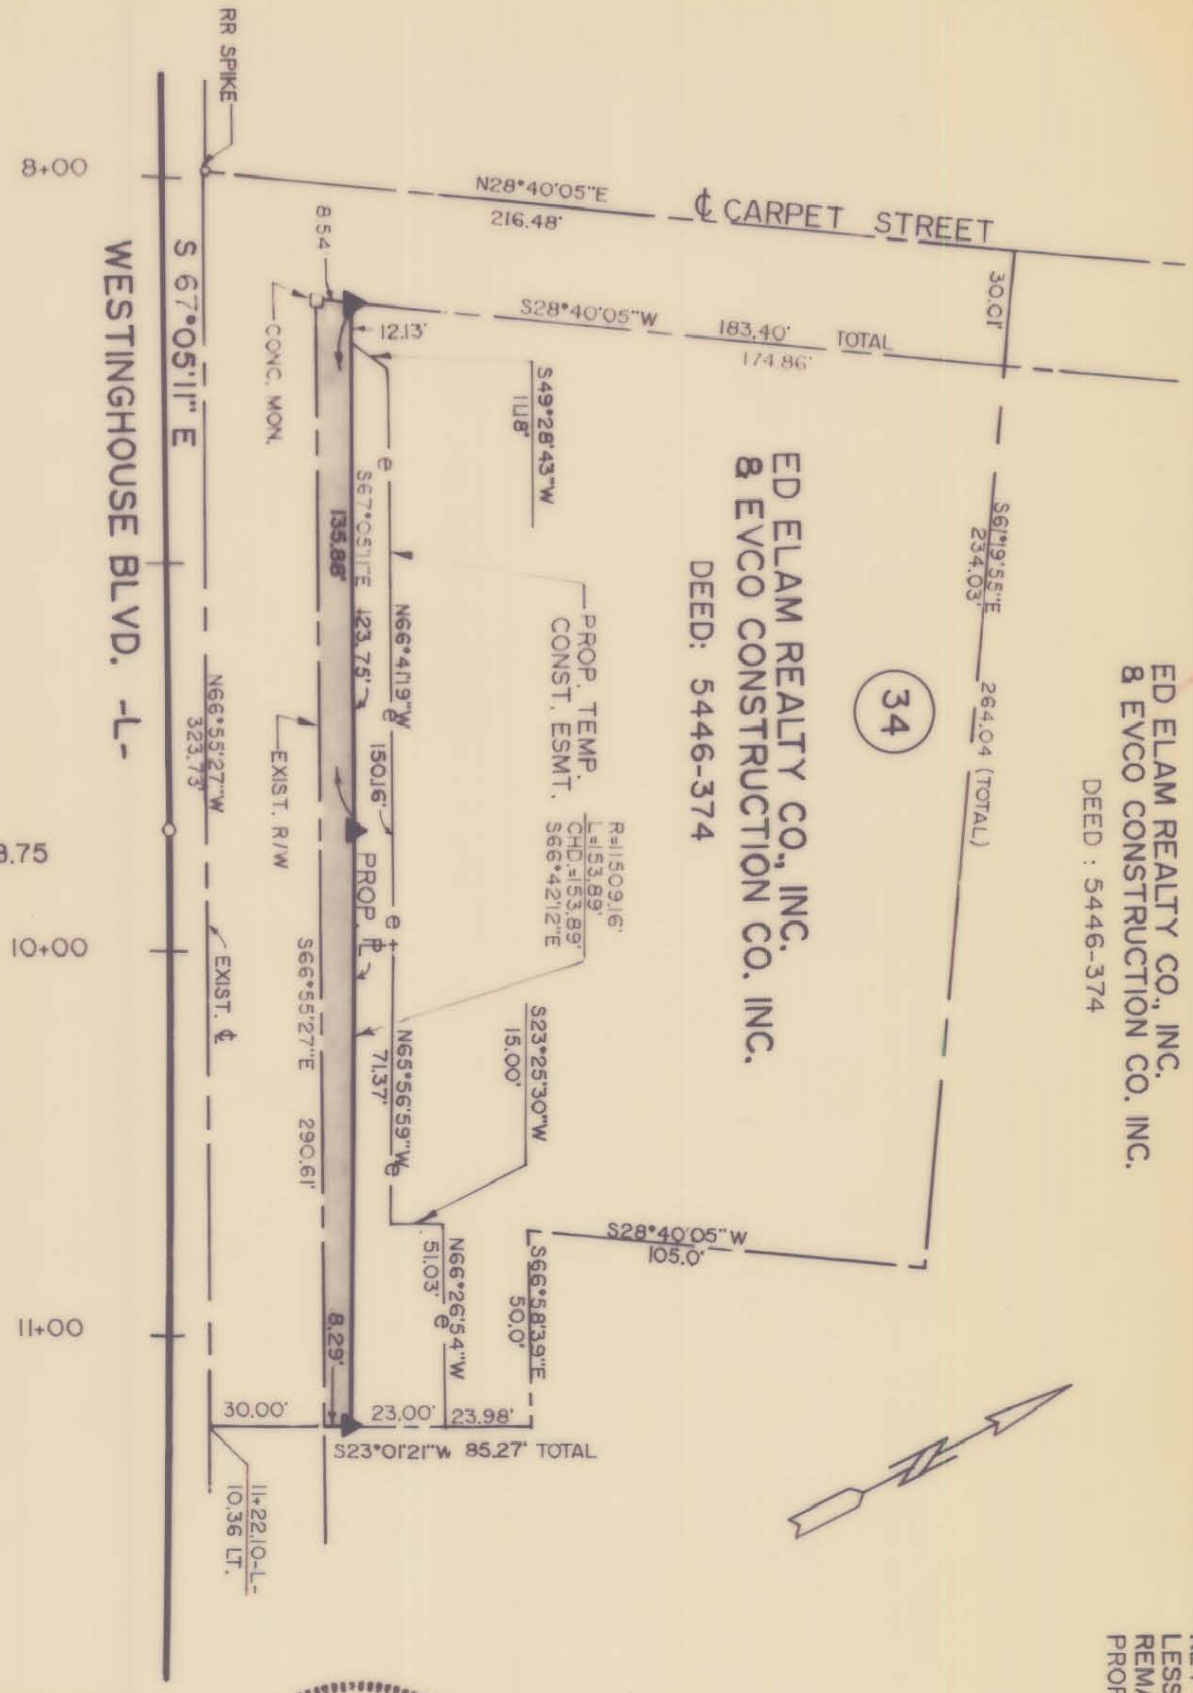 RR SPIKE
8+00
10+00
11+00
S 67°05'11" E
WESTINGHOUSE BLVD. -L-
N28°40'05"E
216.48'
℄ CARPET STREET
30.01'
S28°40'05"W
183.40' TOTAL
174.86'
8.54'
CONC. MON.
12.13'
S49°28'43"W
11.18'
S61°19'55"E
234.03'
264.04 (TOTAL)
ED ELAM REALTY CO., INC.
& EVCO CONSTRUCTION CO. INC.
DEED : 5446-374
34
ED ELAM REALTY CO., INC.
& EVCO CONSTRUCTION CO. INC.
DEED: 5446-374
PROP. TEMP.
CONST. ESMT.
R=11509.16'
L=153.89'
CHD.=153.89'
S66°42'12"E
e
N66°41'19"W
e
150.16'
e
S67°05'11"E 123.75'
135.88'
PROP. ℄
N66°55'27"W
323.73'
EXIST. R/W
EXIST. ℄
S66°55'27"E 290.61'
N65°56'59"W
71.37'
e
S23°25'30"W
15.00'
N66°26'54"W
51.03'
e
S66°58'39"E
50.0'
S28°40'05"W
105.0'
8.29'
30.00'
23.00'
23.98'
S23°01'21"W 85.27' TOTAL
11+22.10-L-
10.36 LT.
LESS